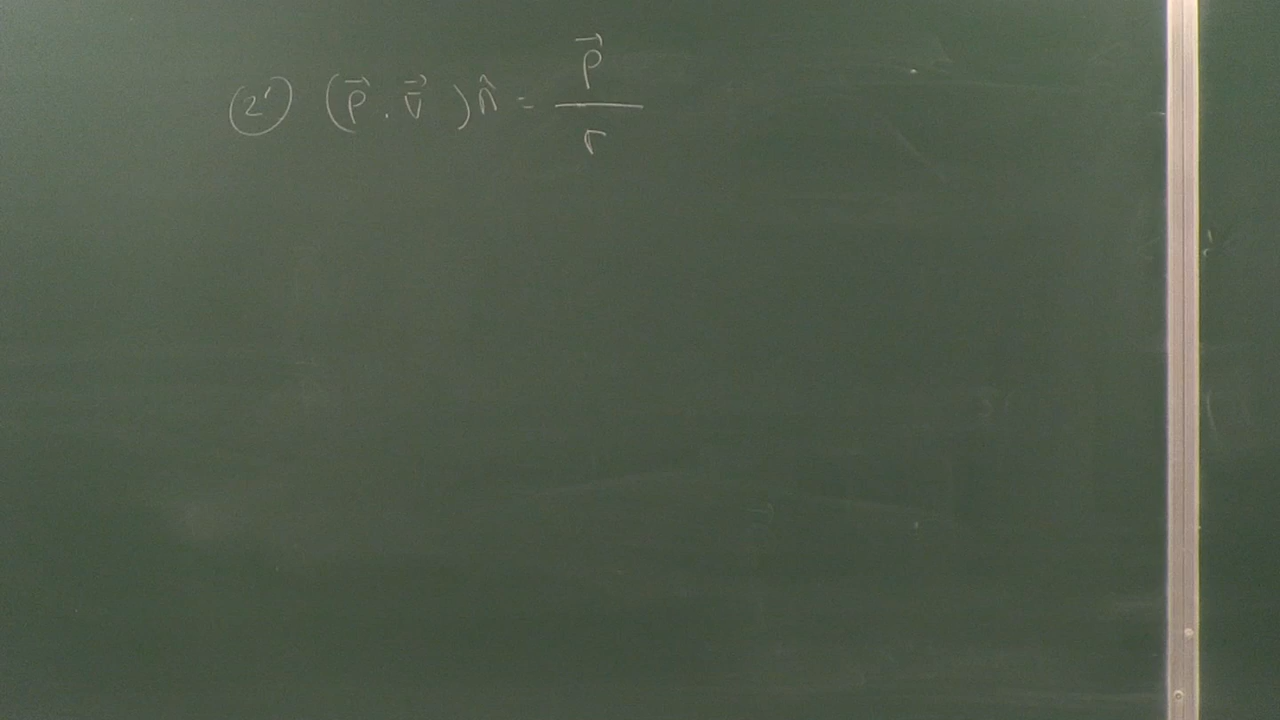 (2') (p⃗ . ∇⃗) n̂ = p⃗ / r